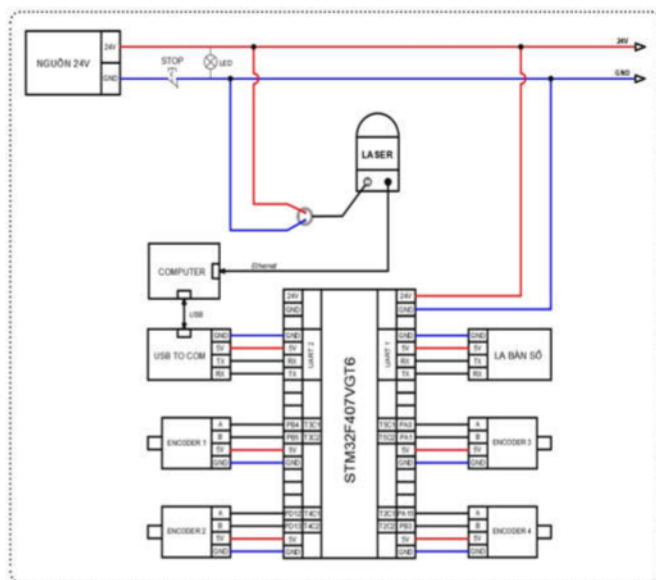 24V
24V
NGUỒN 24V
STOP
LED
GND
GND
LASER
Ethernet
COMPUTER
USB
24V
24V
GND
GND
USB TO COM
GND
GND
GND
GND
5V
5V
5V
5V
TX
RX
RX
TX
RX
TX
TX
RX
UART 2
UART 1
LA BÀN SỐ
STM32F407VGT6
ENCODER 1
A
PB4
T3C1
T5C1
PA0
A
B
PB5
T3C2
T5C2
PA1
B
5V
5V
5V
5V
GND
GND
GND
GND
ENCODER 3
ENCODER 2
A
PD12
T4C1
T2C1
PA15
A
B
PD13
T4C2
T2C2
PB3
B
5V
5V
5V
5V
GND
GND
GND
GND
ENCODER 4